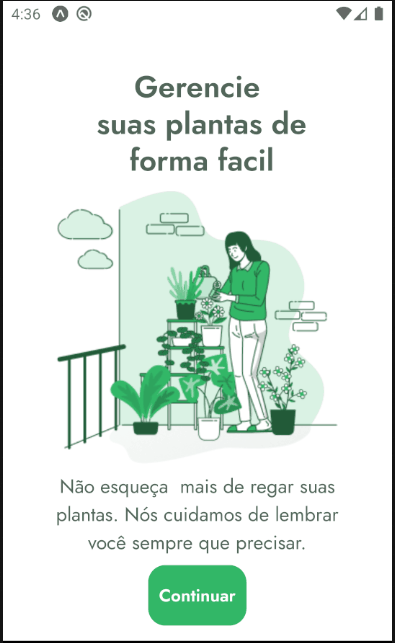 4:36
Gerencie
suas plantas de
forma facil
Não esqueça  mais de regar suas
plantas. Nós cuidamos de lembrar
você sempre que precisar.
Continuar